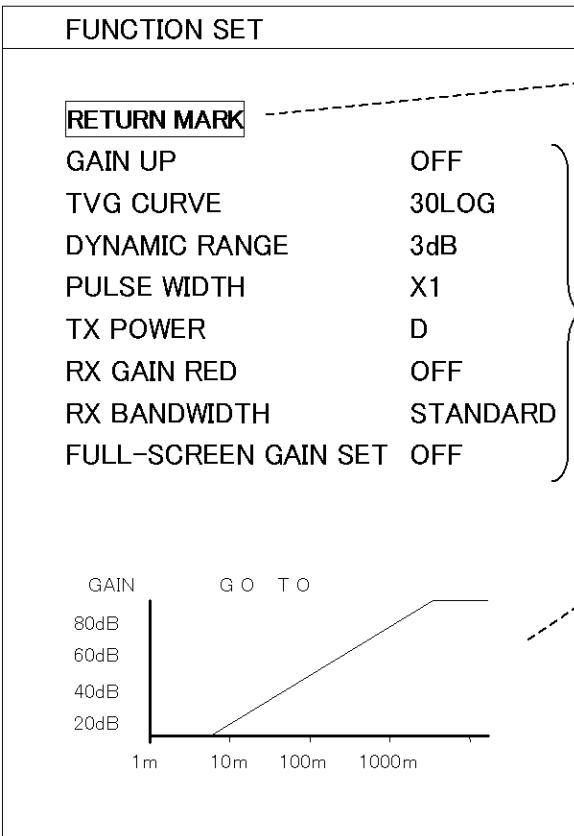 FUNCTION SET
RETURN MARK
GAIN UP OFF
TVG CURVE 30LOG
DYNAMIC RANGE 3dB
PULSE WIDTH X1
TX POWER D
RX GAIN RED OFF
RX BANDWIDTH STANDARD
FULL-SCREEN GAIN SET OFF
GAIN GO TO
80dB
60dB
40dB
20dB
1m 10m 100m 1000m